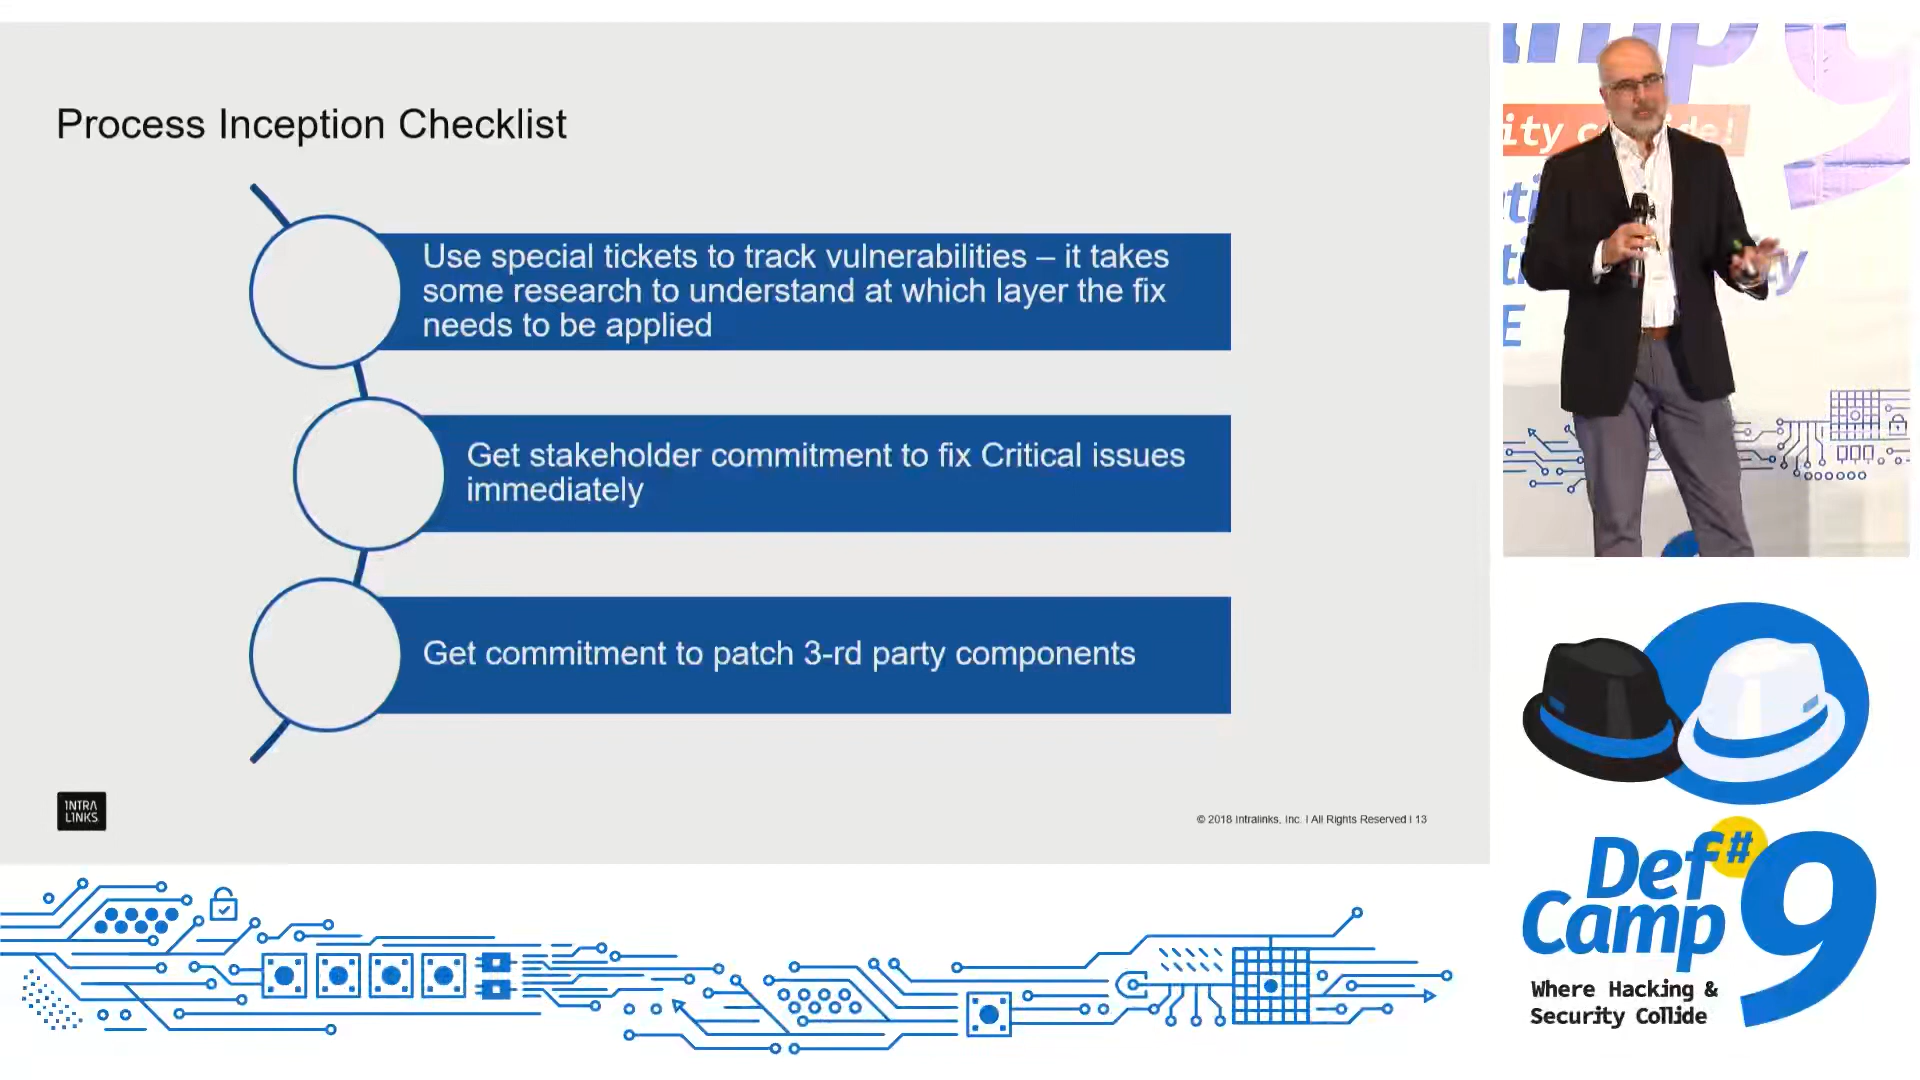 Process Inception Checklist
Use special tickets to track vulnerabilities – it takes
some research to understand at which layer the fix
needs to be applied
Get stakeholder commitment to fix Critical issues
immediately
Get commitment to patch 3-rd party components
INTRA
LINKS
© 2018 Intralinks, Inc. | All Rights Reserved | 13
Def
#
Camp
9
Where Hacking &
Security Collide